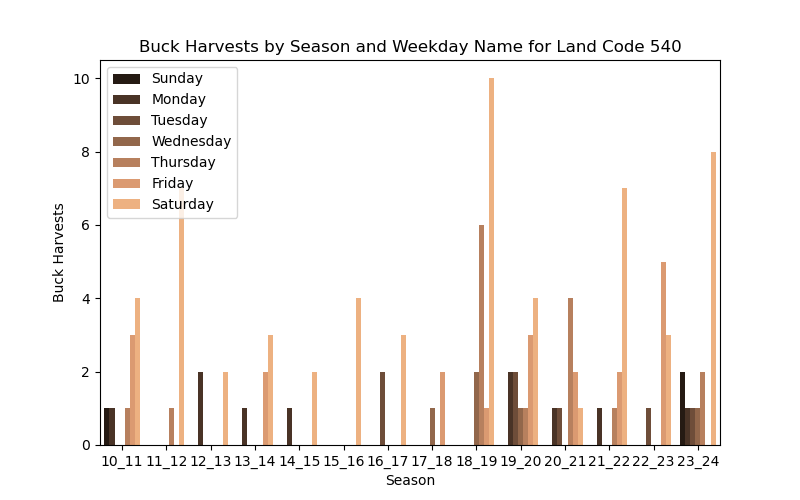 Buck Harvests by Season and Weekday Name for Land Code 540
10
8
6
4
2
0
Buck Harvests
Sunday
Monday
Tuesday
Wednesday
Thursday
Friday
Saturday
10_11 11_12 12_13 13_14 14_15 15_16 16_17 17_18 18_19 19_20 20_21 21_22 22_23 23_24
Season